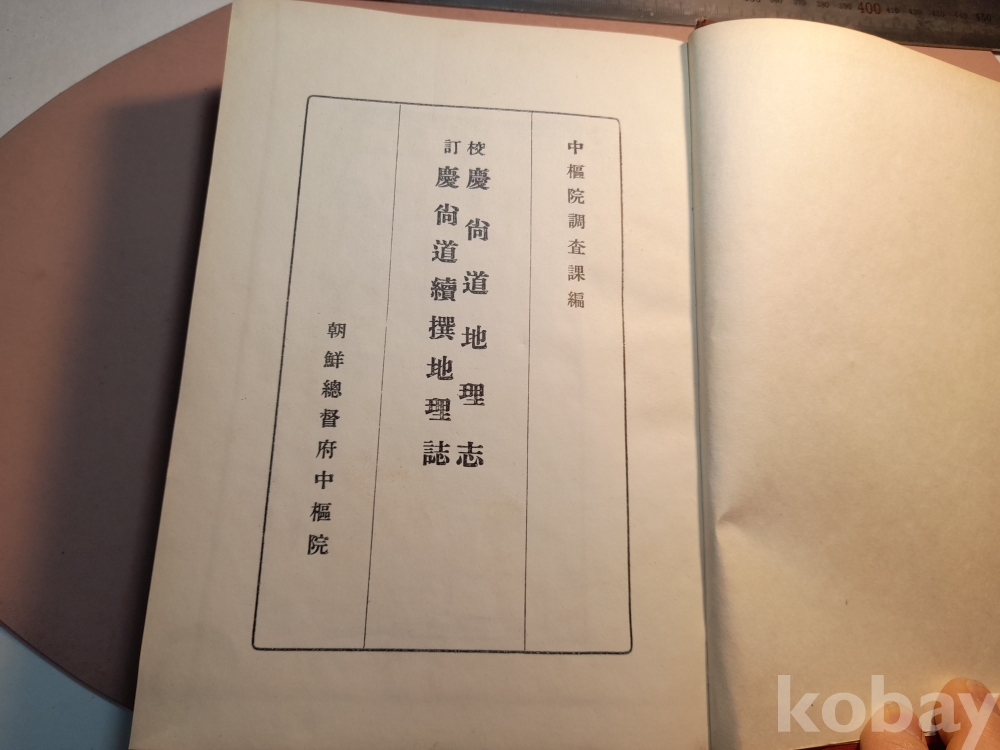 中樞院調査課編
校訂
慶尙道地理志
慶尙道續撰地理誌
朝鮮總督府中樞院
400
kobay